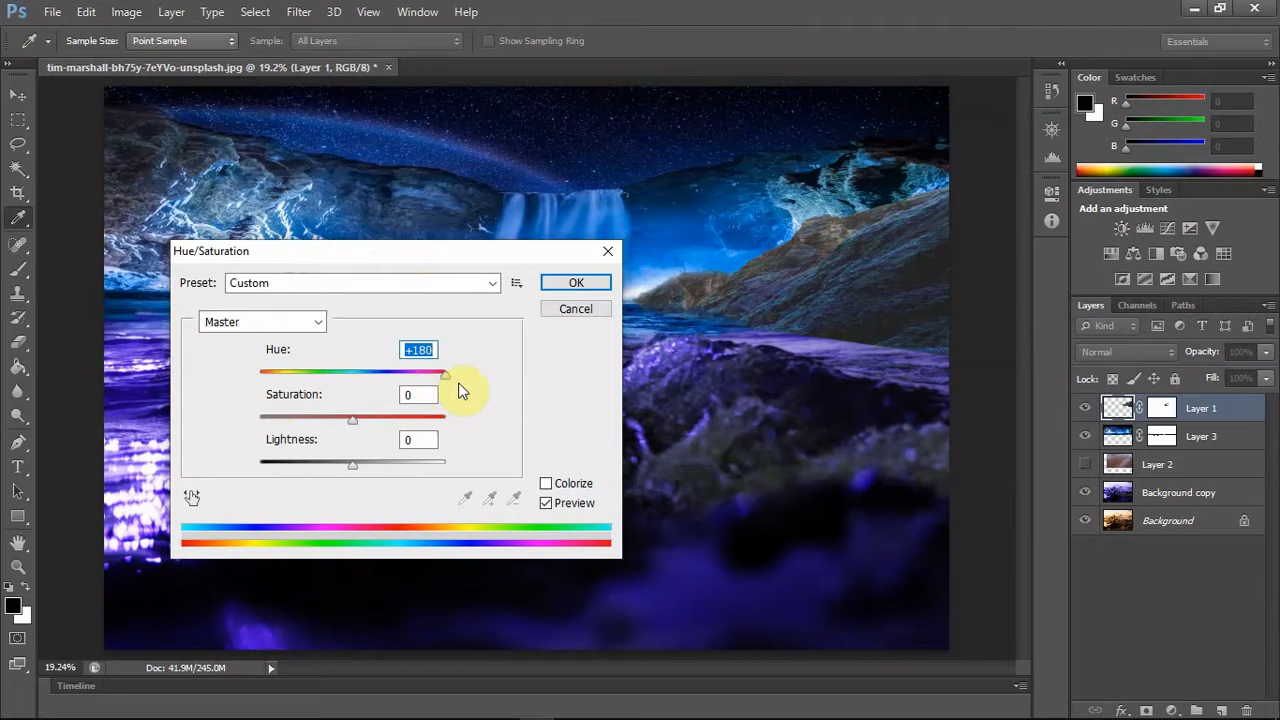 Ps File Edit Image Layer Type Select Filter 3D View Window Help
Sample Size: Point Sample Sample: All Layers Show Sampling Ring Essentials
tim-marshall-bh75y-7eYVo-unsplash.jpg @ 19.2% (Layer 1, RGB/8) *
Color Swatches
R 0
G 0
B 0
Adjustments Styles
Add an adjustment
Hue/Saturation
Preset: Custom OK
Cancel
Master
Hue: +180
Saturation: 0
Lightness: 0
Colorize
Preview
Layers Channels Paths
Kind
Normal Opacity: 100%
Lock: Fill: 100%
Layer 1
Layer 3
Layer 2
Background copy
Background
19.24% Doc: 41.9M/245.0M
Timeline